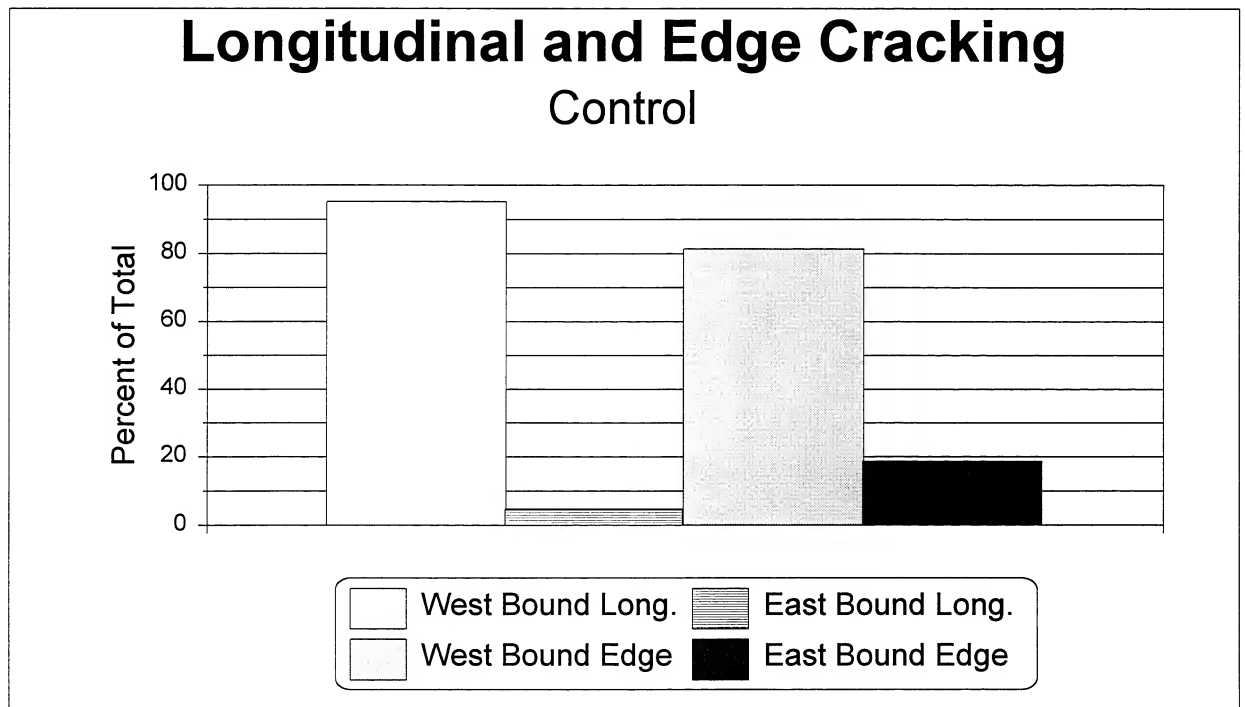 Longitudinal and Edge Cracking
Control
Percent of Total
100
80
60
40
20
0
West Bound Long.
East Bound Long.
West Bound Edge
East Bound Edge